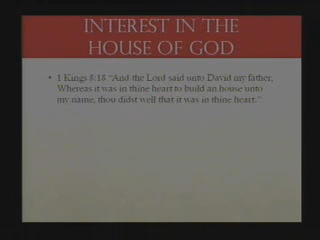 INTEREST IN THE
HOUSE OF GOD
• 1 Kings 8:18 "And the Lord said unto David my father,
Whereas it was in thine heart to build an house unto
my name, thou didst well that it was in thine heart."